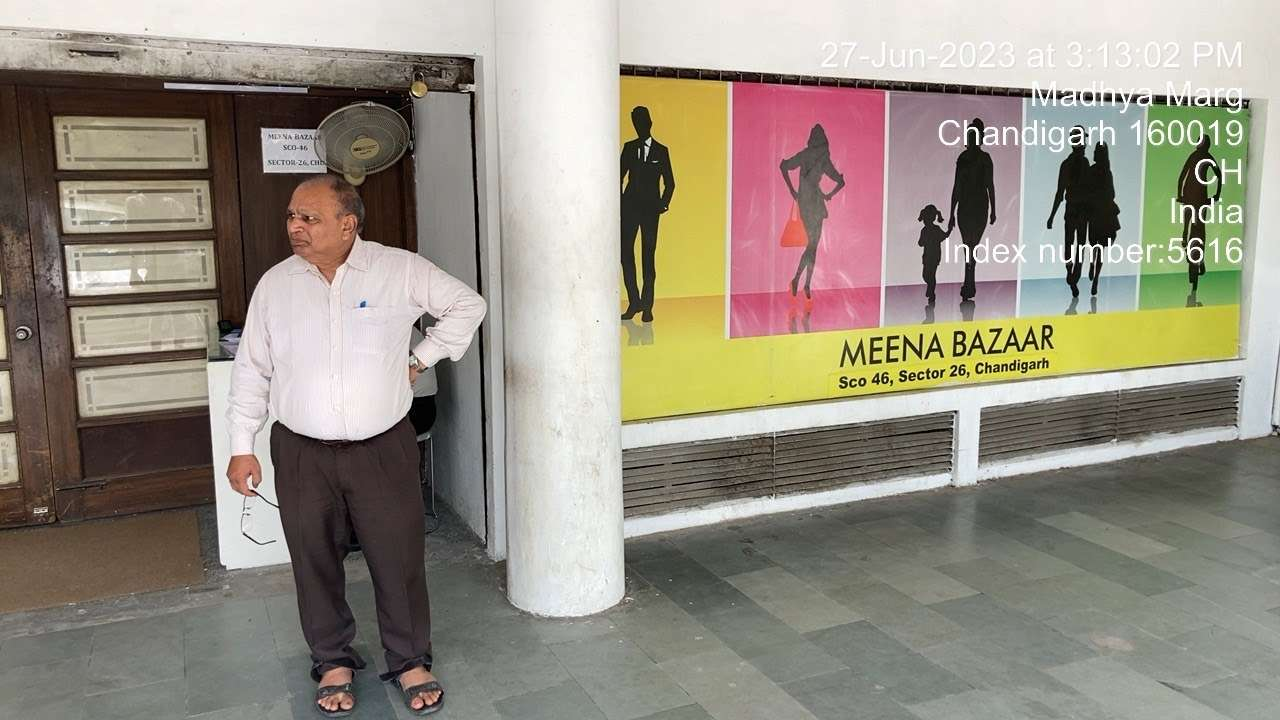 27-Jun-2023 at 3:13:02 PM
Madhya Marg
Chandigarh 160019
CH
India
Index number:5616
MEENA BAZAAR
SCO-46
SECTOR-26,
MEENA BAZAAR
Sco 46, Sector 26, Chandigarh